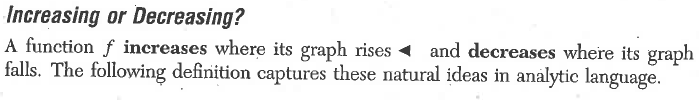 Increasing or Decreasing?
A function f increases where its graph rises ◄ and decreases where its graph
falls. The following definition captures these natural ideas in analytic language.